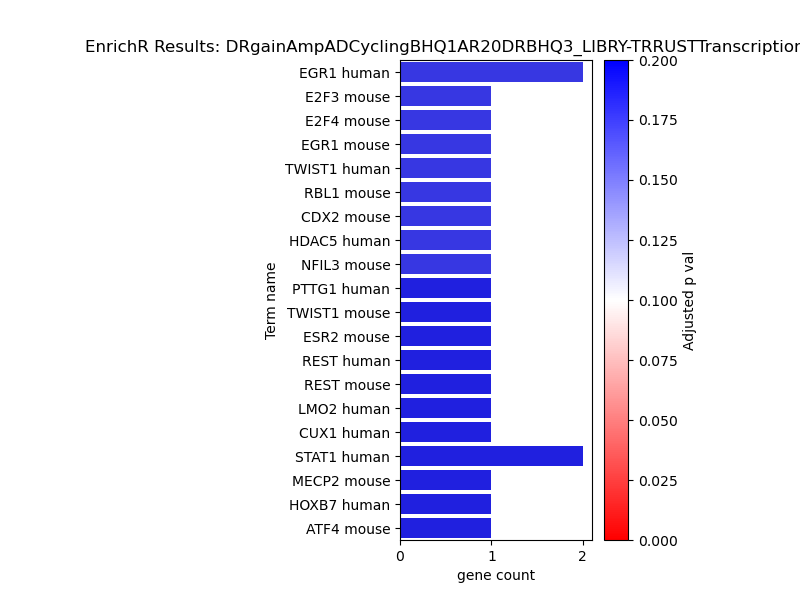 EnrichR Results: DRgainAmpADCyclingBHQ1AR20DRBHQ3_LIBRY-TRRUSTTranscription
EGR1 human
E2F3 mouse
E2F4 mouse
EGR1 mouse
TWIST1 human
RBL1 mouse
CDX2 mouse
HDAC5 human
NFIL3 mouse
PTTG1 human
TWIST1 mouse
ESR2 mouse
REST human
REST mouse
LMO2 human
CUX1 human
STAT1 human
MECP2 mouse
HOXB7 human
ATF4 mouse
Term name
0 1 2
gene count
0.200
0.175
0.150
0.125
0.100
0.075
0.050
0.025
0.000
Adjusted p val